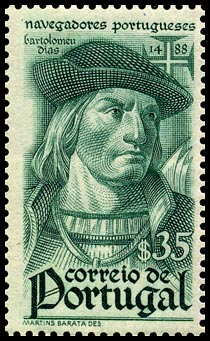 navegadores portugueses
bartolomeu
dias
14 88
$35
correio de
Portugal
MARTINS BARATA DES.